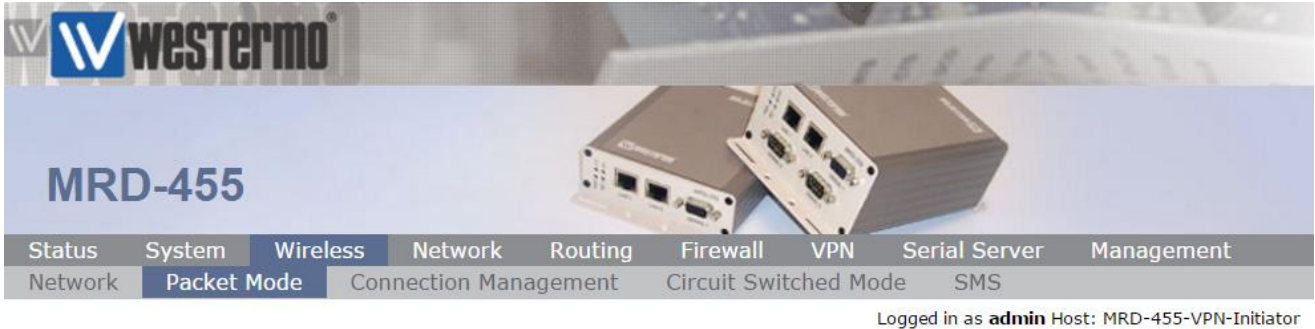 westermo®
MRD-455
Status System Wireless Network Routing Firewall VPN Serial Server Management
Network Packet Mode Connection Management Circuit Switched Mode SMS
Logged in as admin Host: MRD-455-VPN-Initiator